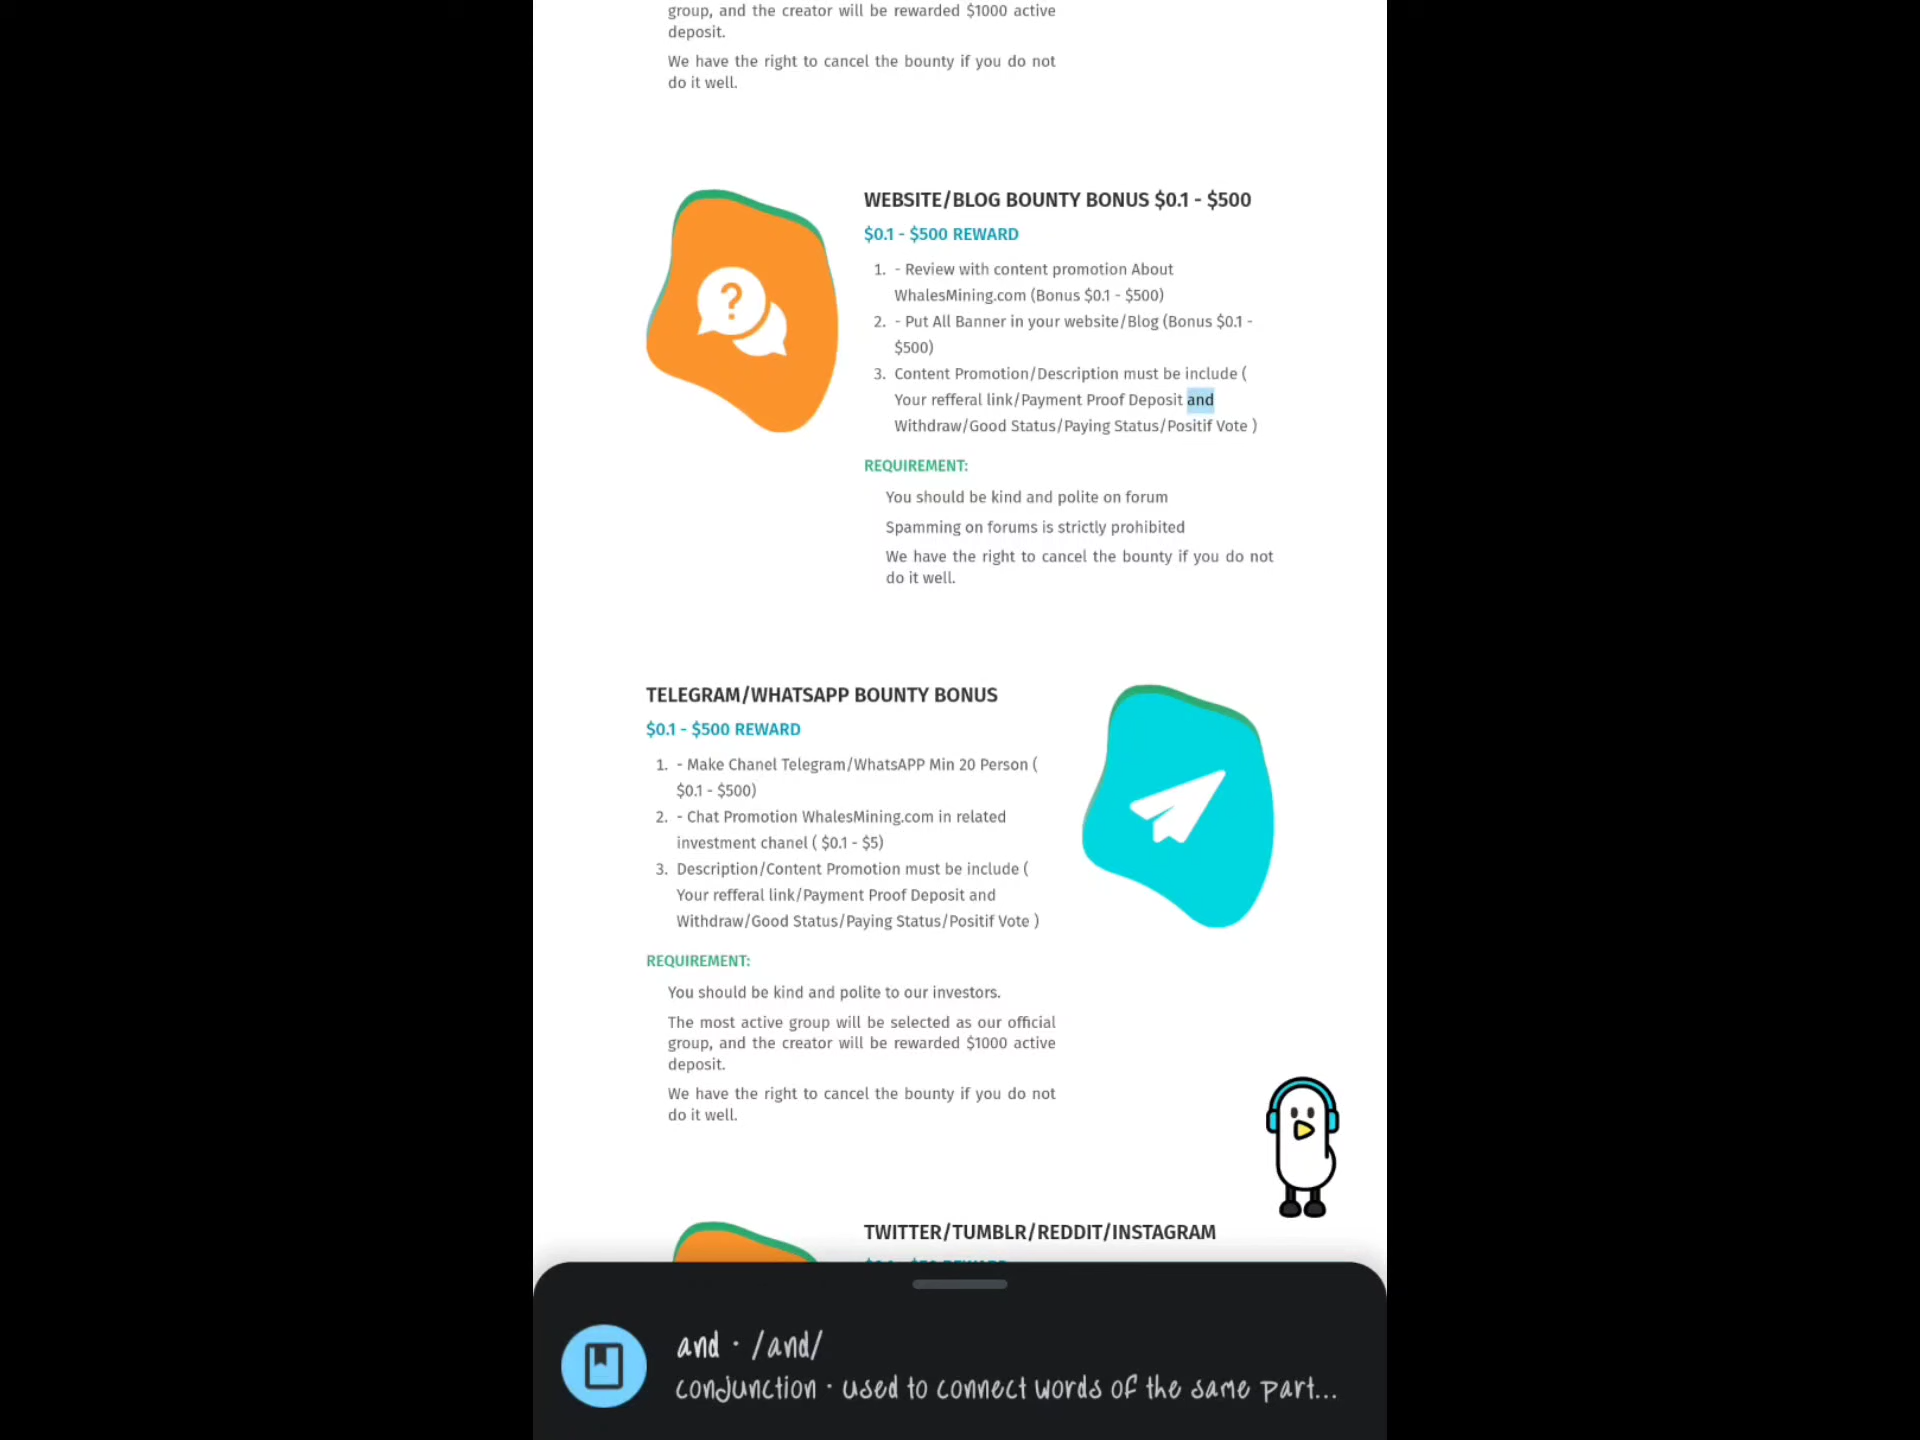 group, and the creator will be rewarded $1000 active
deposit.
We have the right to cancel the bounty if you do not
do it well.
WEBSITE/BLOG BOUNTY BONUS $0.1 - $500
$0.1 - $500 REWARD
1. - Review with content promotion About
WhalesMining.com (Bonus $0.1 - $500)
2. - Put All Banner in your website/Blog (Bonus $0.1 -
$500)
3. Content Promotion/Description must be include (
Your refferal link/Payment Proof Deposit and
Withdraw/Good Status/Paying Status/Positif Vote )
REQUIREMENT:
You should be kind and polite on forum
Spamming on forums is strictly prohibited
We have the right to cancel the bounty if you do not
do it well.
TELEGRAM/WHATSAPP BOUNTY BONUS
$0.1 - $500 REWARD
1. - Make Chanel Telegram/WhatsAPP Min 20 Person (
$0.1 - $500)
2. - Chat Promotion WhalesMining.com in related
investment chanel ( $0.1 - $5)
3. Description/Content Promotion must be include (
Your refferal link/Payment Proof Deposit and
Withdraw/Good Status/Paying Status/Positif Vote )
REQUIREMENT:
You should be kind and polite to our investors.
The most active group will be selected as our official
group, and the creator will be rewarded $1000 active
deposit.
We have the right to cancel the bounty if you do not
do it well.
TWITTER/TUMBLR/REDDIT/INSTAGRAM
and · /and/
conjunction · used to connect words of the same part...